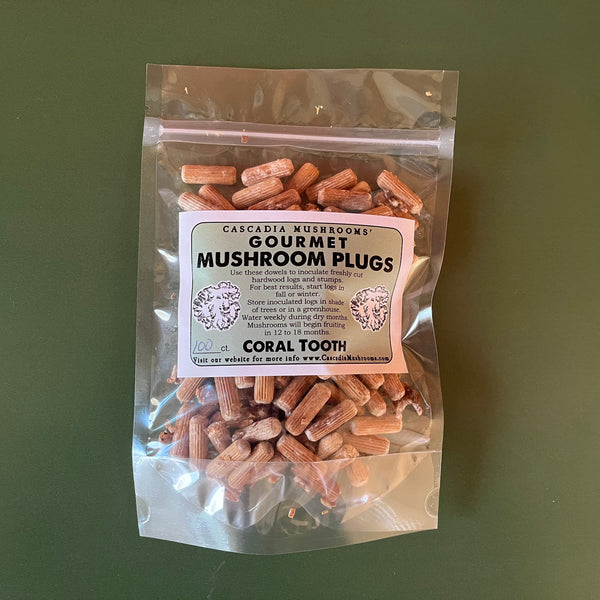 CASCADIA MUSHROOMS'
GOURMET
MUSHROOM PLUGS
Use these dowels to inoculate freshly cut
hardwood logs and stumps.
For best results, start logs in
fall or winter.
Store inoculated logs in shade
of trees or in a greenhouse.
Water weekly during dry months.
Mushrooms will begin fruiting
in 12 to 18 months.
100 ct. CORAL TOOTH
Visit our website for more info www.CascadiaMushrooms.com